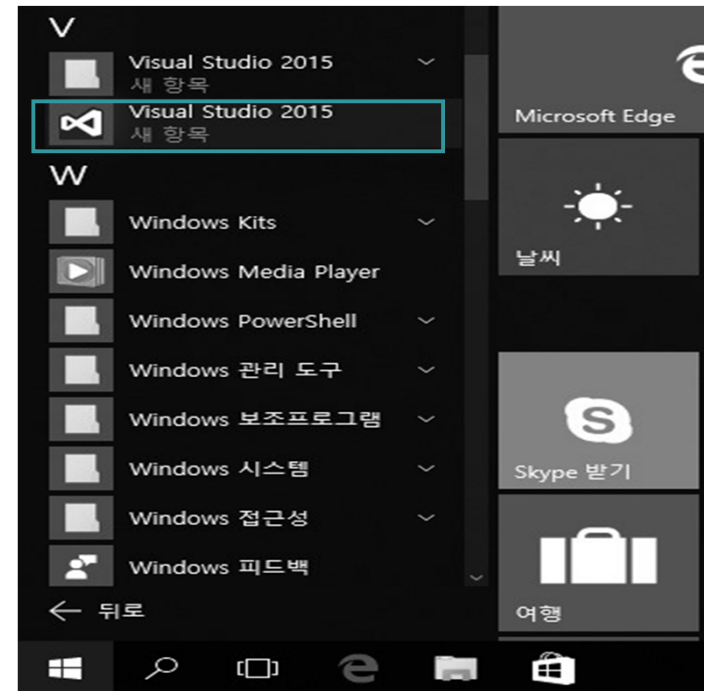 V
Visual Studio 2015
새 항목
Visual Studio 2015
새 항목
W
Windows Kits
Windows Media Player
Windows PowerShell
Windows 관리 도구
Windows 보조프로그램
Windows 시스템
Windows 접근성
Windows 피드백
뒤로
Microsoft Edge
날씨
Skype 받기
여행